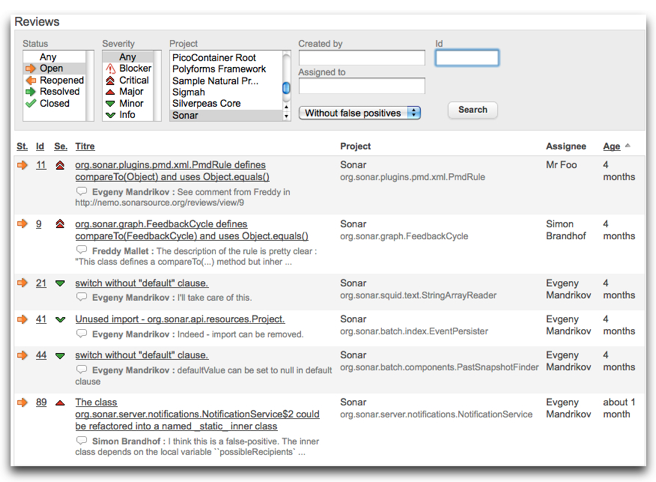 Reviews
Status
Any
Open
Reopened
Resolved
Closed
Severity
Any
Blocker
Critical
Major
Minor
Info
Project
PicoContainer Root
Polyforms Framework
Sample Natural Pr...
Sigmah
Silverpeas Core
Sonar
Created by
Id
Assigned to
Without false positives
Search
St. Id Se. Titre Project Assignee Age
11 org.sonar.plugins.pmd.xml.PmdRule defines Sonar Mr Foo 4
compareTo(Object) and uses Object.equals() org.sonar.plugins.pmd.xml.PmdRule months
Evgeny Mandrikov : See comment from Freddy in
http://nemo.sonarsource.org/reviews/view/9
9 org.sonar.graph.FeedbackCycle defines Sonar Simon 4
compareTo(FeedbackCycle) and uses Object.equals() org.sonar.graph.FeedbackCycle Brandhof months
Freddy Mallet : The description of the rule is pretty clear :
"This class defines a compareTo(...) method but inner ...
21 switch without "default" clause. Sonar Evgeny 4
Evgeny Mandrikov : I'll take care of this. org.sonar.squid.text.StringArrayReader Mandrikov months
41 Unused import - org.sonar.api.resources.Project. Sonar Evgeny 4
Evgeny Mandrikov : Indeed - import can be removed. org.sonar.batch.index.EventPersister Mandrikov months
44 switch without "default" clause. Sonar Evgeny 4
Evgeny Mandrikov : defaultValue can be set to null in default org.sonar.batch.components.PastSnapshotFinder Mandrikov months
clause
89 The class Sonar Evgeny about 1
org.sonar.server.notifications.NotificationService$2 could org.sonar.server.notifications.NotificationService Mandrikov month
be refactored into a named _static_ inner class
Simon Brandhof : I think this is a false-positive. The inner
class depends on the local variable ``possibleRecipients` ...